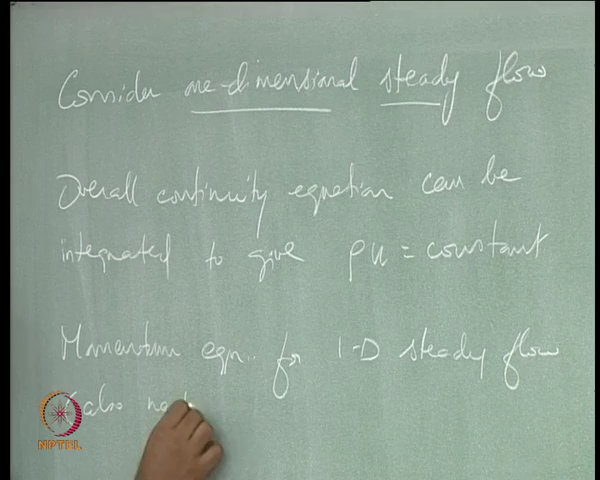 Consider one-dimensional steady flow
Overall continuity equation can be
integrated to give ρu = constant
Momentum eqn. for 1-D steady flow
(also ne
NPTEL